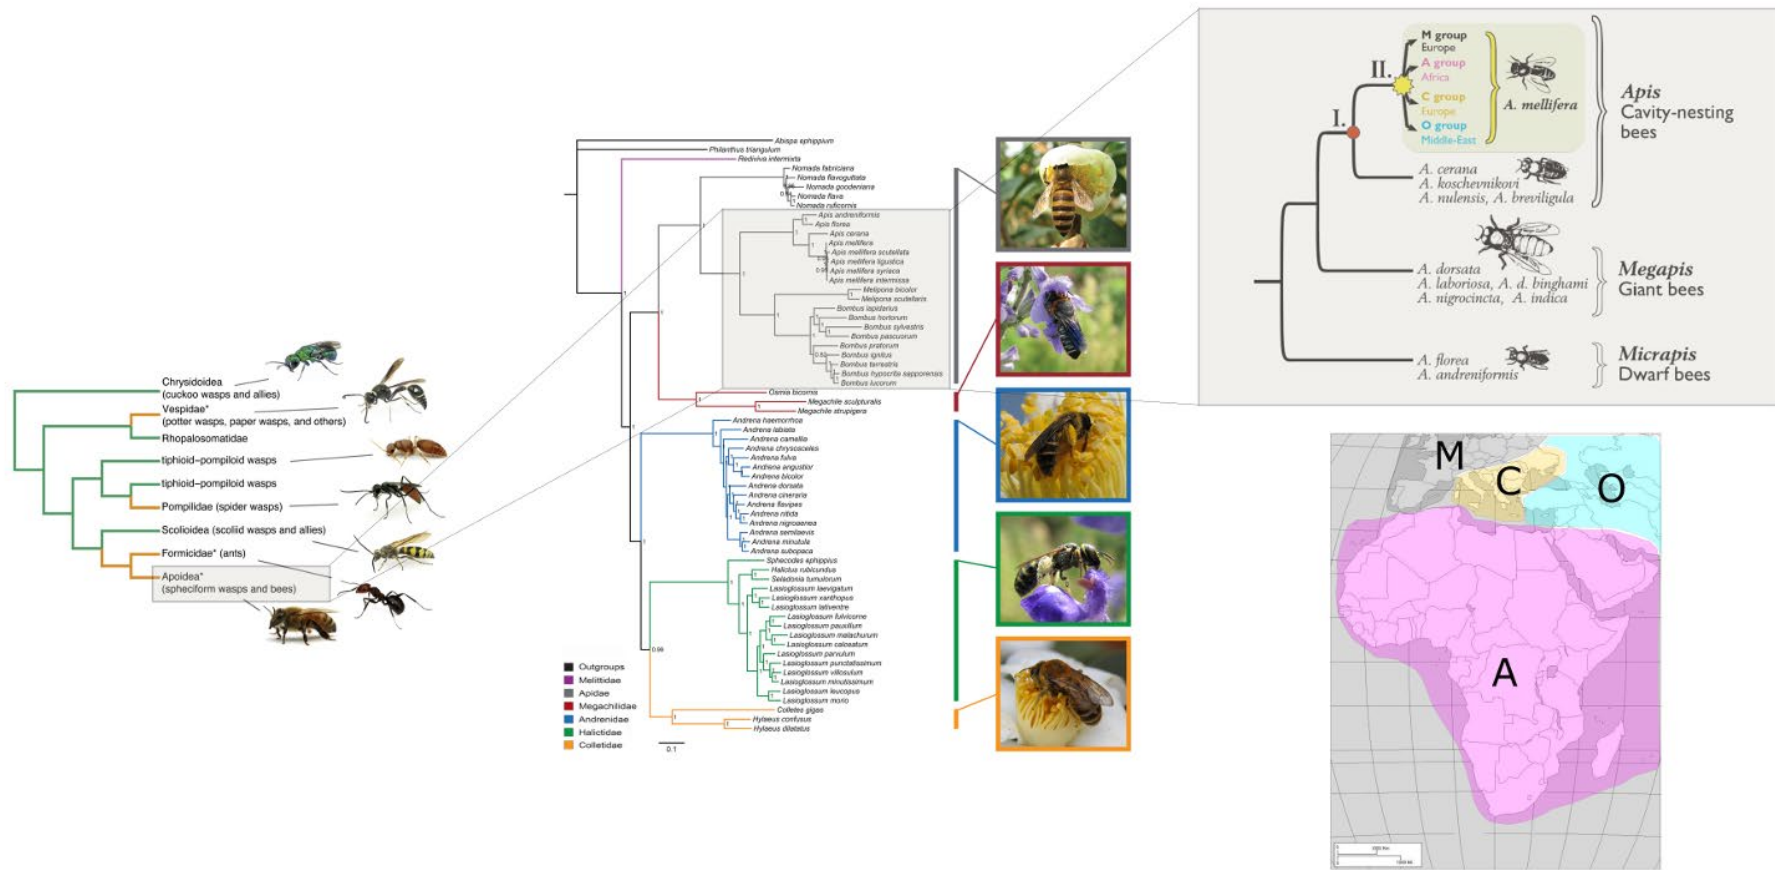 Chrysidoidea
(cuckoo wasps and allies)
Vespidae*
(potter wasps, paper wasps, and others)
Rhopalosomatidae
tiphioid-pompiloid wasps
tiphioid-pompiloid wasps
Pompilidae (spider wasps)
Scolioidea (scoliid wasps and allies)
Formicidae* (ants)
Apoidea*
(spheciform wasps and bees)
Abispa ephippium
Philanthus triangulum
Rediviva intermixta
Nomada fabriciana
Nomada flavoguttata
Nomada goodeniana
Nomada flava
Nomada ruficornis
Apis andreniformis
Apis florea
Apis cerana
Apis mellifera
Apis mellifera scutellata
Apis mellifera ligustica
Apis mellifera syriaca
Apis mellifera intermissa
Melipona bicolor
Melipona scutellaris
Bombus lapidarius
Bombus hortorum
Bombus sylvestris
Bombus pascuorum
Bombus pratorum
Bombus ignitus
Bombus terrestris
Bombus hypocrita sapporensis
Bombus lucorum
Osmia bicornis
Megachile sculpturalis
Megachile strupigera
Andrena haemorrhoa
Andrena labiata
Andrena camellia
Andrena chrysosceles
Andrena fulva
Andrena angustior
Andrena bicolor
Andrena dorsata
Andrena cineraria
Andrena flavipes
Andrena nitida
Andrena nigroaenea
Andrena semilaevis
Andrena minutula
Andrena subopaca
Sphecodes ephippius
Halictus rubicundus
Seladonia tumulorum
Lasioglossum laevigatum
Lasioglossum xanthopus
Lasioglossum lativentre
Lasioglossum fulvicorne
Lasioglossum pauxillum
Lasioglossum malachurum
Lasioglossum calceatum
Lasioglossum parvulum
Lasioglossum punctatissimum
Lasioglossum villosulum
Lasioglossum minutissimum
Lasioglossum leucopus
Lasioglossum morio
Colletes gigas
Hylaeus confusus
Hylaeus dilatatus
0.98
0.1
Outgroups
Melittidae
Apidae
Megachilidae
Andrenidae
Halictidae
Colletidae
I.
II.
M group
Europe
A group
Africa
C group
Europe
O group
Middle-East
A. mellifera
Apis
Cavity-nesting
bees
A. cerana
A. koschevnikovi
A. nulensis, A. breviligula
A. dorsata
A. laboriosa, A. d. binghami
A. nigrocincta, A. indica
Megapis
Giant bees
A. florea
A. andreniformis
Micrapis
Dwarf bees
M
C
O
A